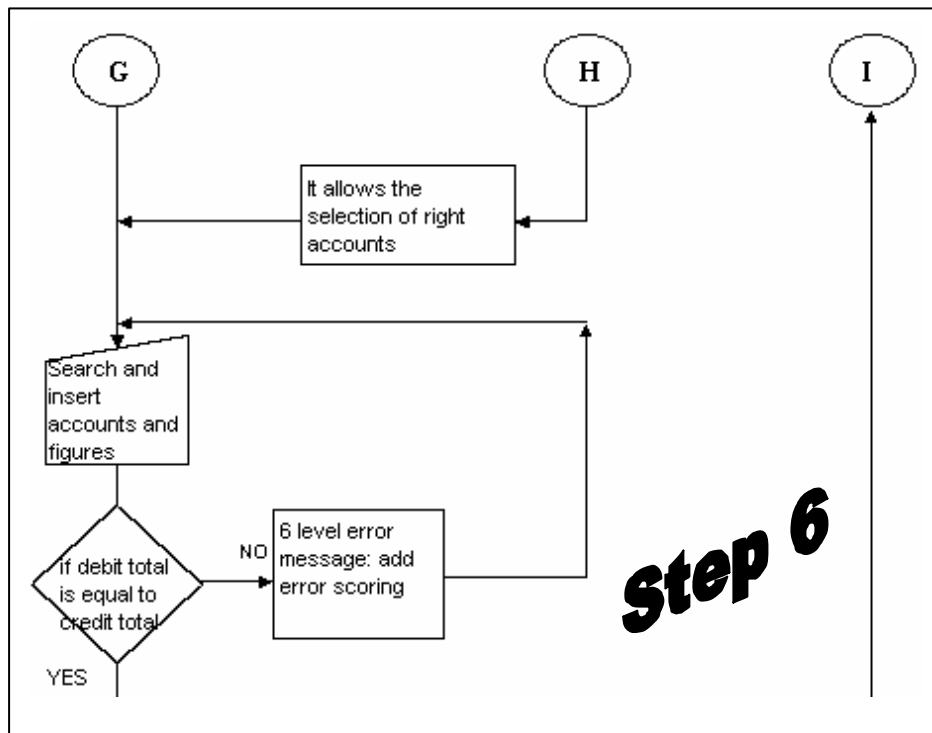 G
H
I
It allows the
selection of right
accounts
Search and
insert
accounts and
figures
if debit total
is equal to
credit total
NO
6 level error
message: add
error scoring
Step 6
YES